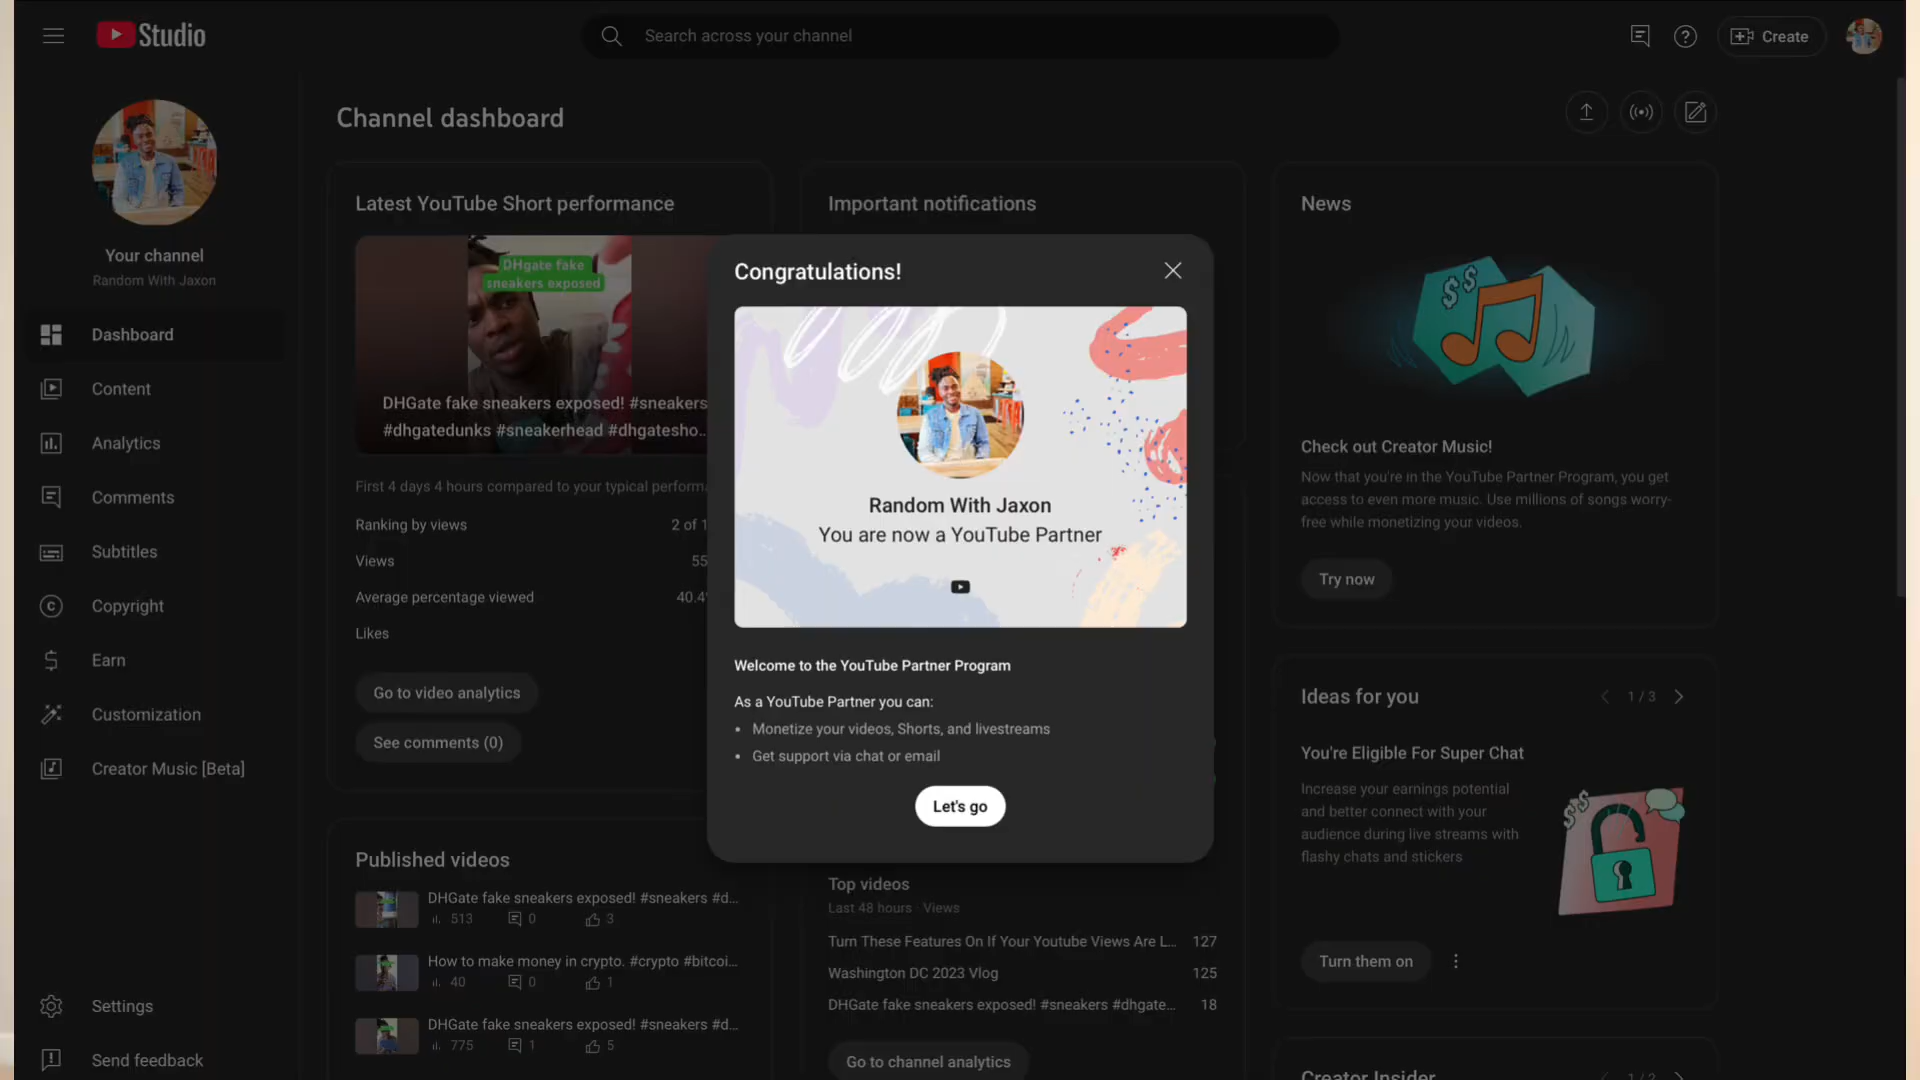 Studio
Search across your channel
Create
Your channel
Random With Jaxon
Dashboard
Content
Analytics
Comments
Subtitles
Copyright
Earn
Customization
Creator Music [Beta]
Settings
Send feedback
Channel dashboard
Latest YouTube Short performance
DHgate fake
sneakers exposed
DHGate fake sneakers exposed! #sneakers
#dhgatedunks #sneakerhead #dhgatesho...
First 4 days 4 hours compared to your typical
Ranking by views
2 of
Views
55
Average percentage viewed
40.4
Likes
Go to video analytics
See comments (0)
Published videos
DHGate fake sneakers exposed! #sneakers #d...
513 0 3
How to make money in crypto. #crypto #bitcoi...
40 0 1
DHGate fake sneakers exposed! #sneakers #d...
775 1 5
Important notifications
Congratulations!
Random With Jaxon
You are now a YouTube Partner
Welcome to the YouTube Partner Program
As a YouTube Partner you can:
• Monetize your videos, Shorts, and livestreams
• Get support via chat or email
Let's go
Top videos
Last 48 hours · Views
Turn These Features On If Your Youtube Views Are L... 127
Washington DC 2023 Vlog 125
DHGate fake sneakers exposed! #sneakers #dhgate... 18
Go to channel analytics
News
$$
Check out Creator Music!
Now that you're in the YouTube Partner Program, you get
access to even more music. Use millions of songs worry-
free while monetizing your videos.
Try now
Ideas for you
1 / 3
You're Eligible For Super Chat
Increase your earnings potential
and better connect with your
audience during live streams with
flashy chats and stickers
$$
Turn them on
Creator Insider
1 / 2